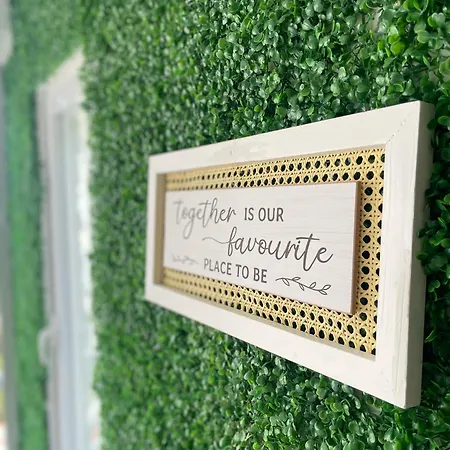 together IS OUR
favourite
PLACE TO BE